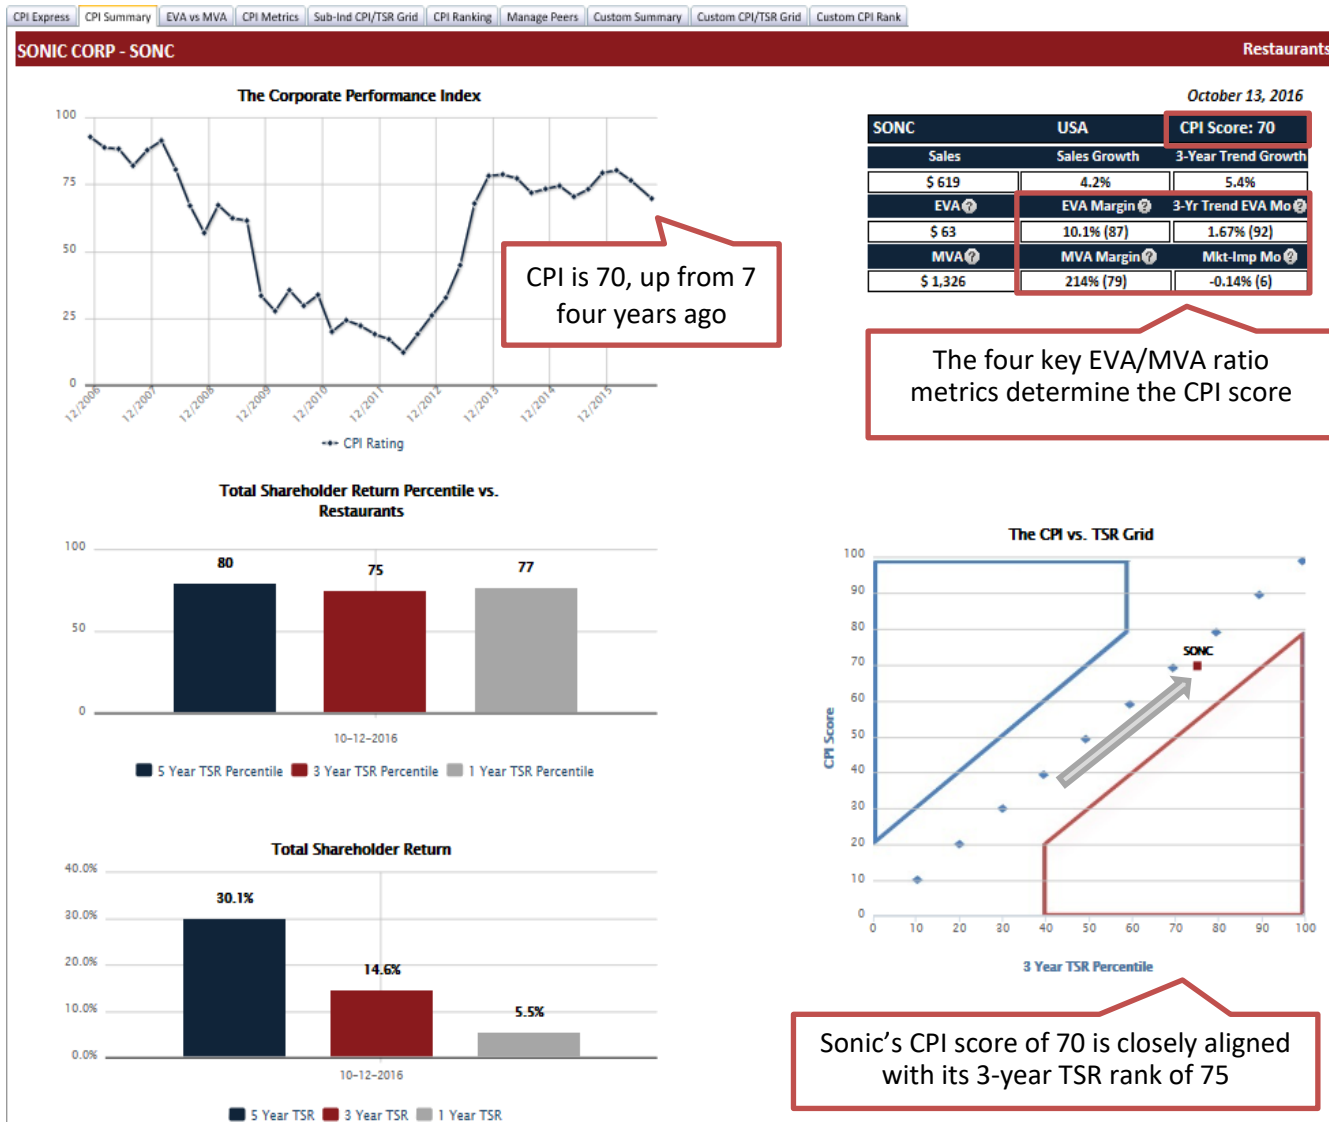 CPI Express CPI Summary EVA vs MVA CPI Metrics Sub-Ind CPI/TSR Grid CPI Ranking Manage Peers Custom Summary Custom CPI/TSR Grid Custom CPI Rank
SONIC CORP - SONC Restaurants
The Corporate Performance Index
100
75
50
25
0
12/2006 12/2007 12/2008 12/2009 12/2010 12/2011 12/2012 12/2013 12/2014 12/2015
CPI Rating
CPI is 70, up from 7
four years ago
October 13, 2016
SONC USA CPI Score: 70
Sales Sales Growth 3-Year Trend Growth
$ 619 4.2% 5.4%
EVA? EVA Margin? 3-Yr Trend EVA Mo?
$ 63 10.1% (87) 1.67% (92)
MVA? MVA Margin? Mkt-Imp Mo?
$ 1,326 214% (79) -0.14% (6)
The four key EVA/MVA ratio
metrics determine the CPI score
Total Shareholder Return Percentile vs.
Restaurants
100
50
0
80 75 77
10-12-2016
5 Year TSR Percentile 3 Year TSR Percentile 1 Year TSR Percentile
Total Shareholder Return
40.0%
30.0%
20.0%
10.0%
0.0%
30.1% 14.6% 5.5%
10-12-2016
5 Year TSR 3 Year TSR 1 Year TSR
The CPI vs. TSR Grid
CPI Score
100
90
80
70
60
50
40
30
20
10
0
SONC
0 10 20 30 40 50 60 70 80 90 100
3 Year TSR Percentile
Sonic’s CPI score of 70 is closely aligned
with its 3-year TSR rank of 75